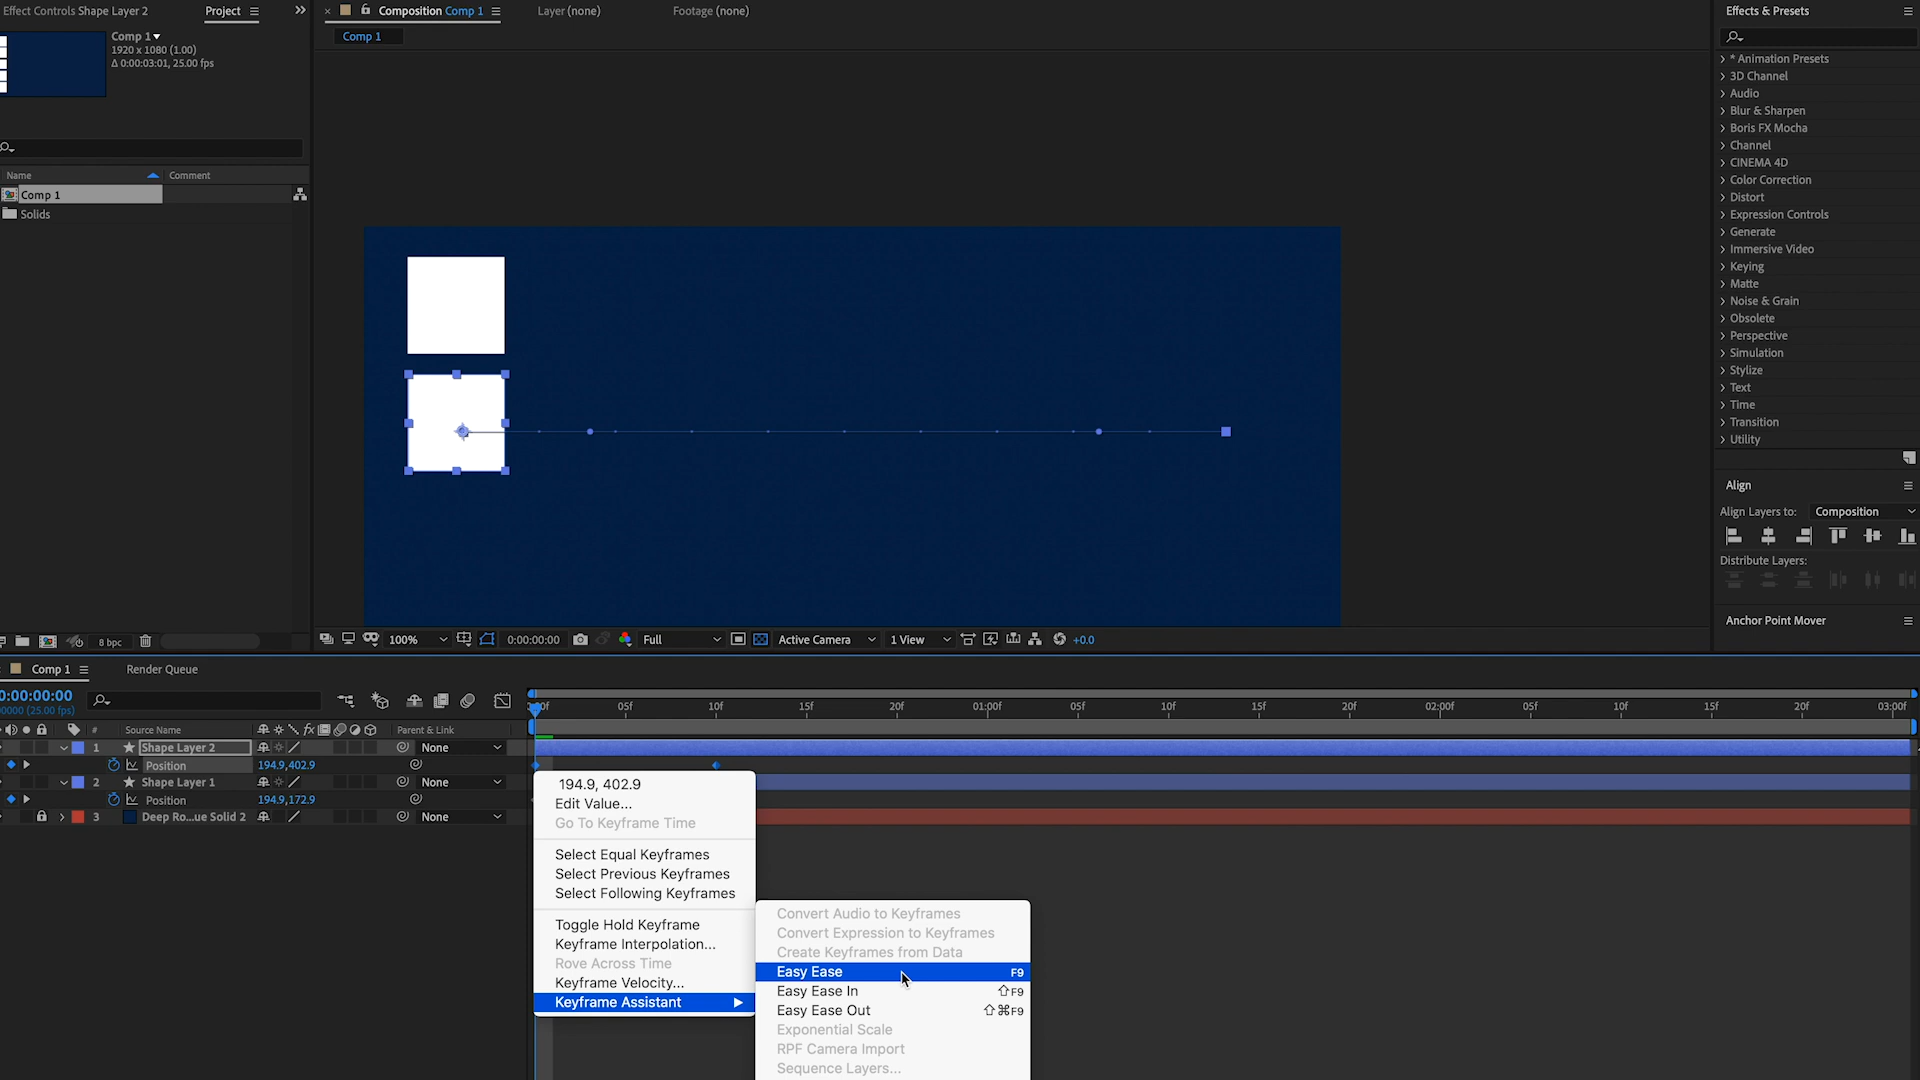 Effect Controls Shape Layer 2
Project
Comp 1
1920 x 1080 (1.00)
Δ 0:00:03:01, 25.00 fps
Name
Comment
Comp 1
Solids
8 bpc
Composition Comp 1
Layer (none)
Footage (none)
Comp 1
100%
0:00:00:00
Full
Active Camera
1 View
+0.0
Effects & Presets
* Animation Presets
3D Channel
Audio
Blur & Sharpen
Boris FX Mocha
Channel
CINEMA 4D
Color Correction
Distort
Expression Controls
Generate
Immersive Video
Keying
Matte
Noise & Grain
Obsolete
Perspective
Simulation
Stylize
Text
Time
Transition
Utility
Align
Align Layers to: Composition
Distribute Layers:
Anchor Point Mover
Comp 1
Render Queue
0:00:00:00
0000 (25.00 fps)
05f 10f 15f 20f 01:00f 05f 10f 15f 20f 02:00f 05f 10f 15f 20f 03:00f
# Source Name fx Parent & Link
1 Shape Layer 2 None
Position 194.9,402.9
2 Shape Layer 1 None
Position 194.9,172.9
3 Deep Ro...ue Solid 2 None
194.9, 402.9
Edit Value...
Go To Keyframe Time
Select Equal Keyframes
Select Previous Keyframes
Select Following Keyframes
Toggle Hold Keyframe
Keyframe Interpolation...
Rove Across Time
Keyframe Velocity...
Keyframe Assistant
Convert Audio to Keyframes
Convert Expression to Keyframes
Create Keyframes from Data
Easy Ease F9
Easy Ease In ⇧F9
Easy Ease Out ⇧⌘F9
Exponential Scale
RPF Camera Import
Sequence Layers...